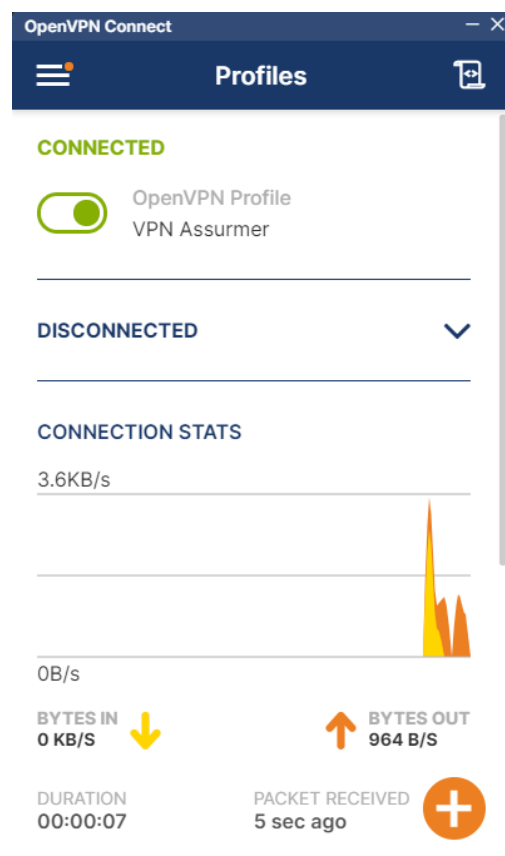 OpenVPN Connect
Profiles
CONNECTED
OpenVPN Profile
VPN Assurmer
DISCONNECTED
CONNECTION STATS
3.6KB/s
0B/s
BYTES IN
0 KB/S
BYTES OUT
964 B/S
DURATION
00:00:07
PACKET RECEIVED
5 sec ago